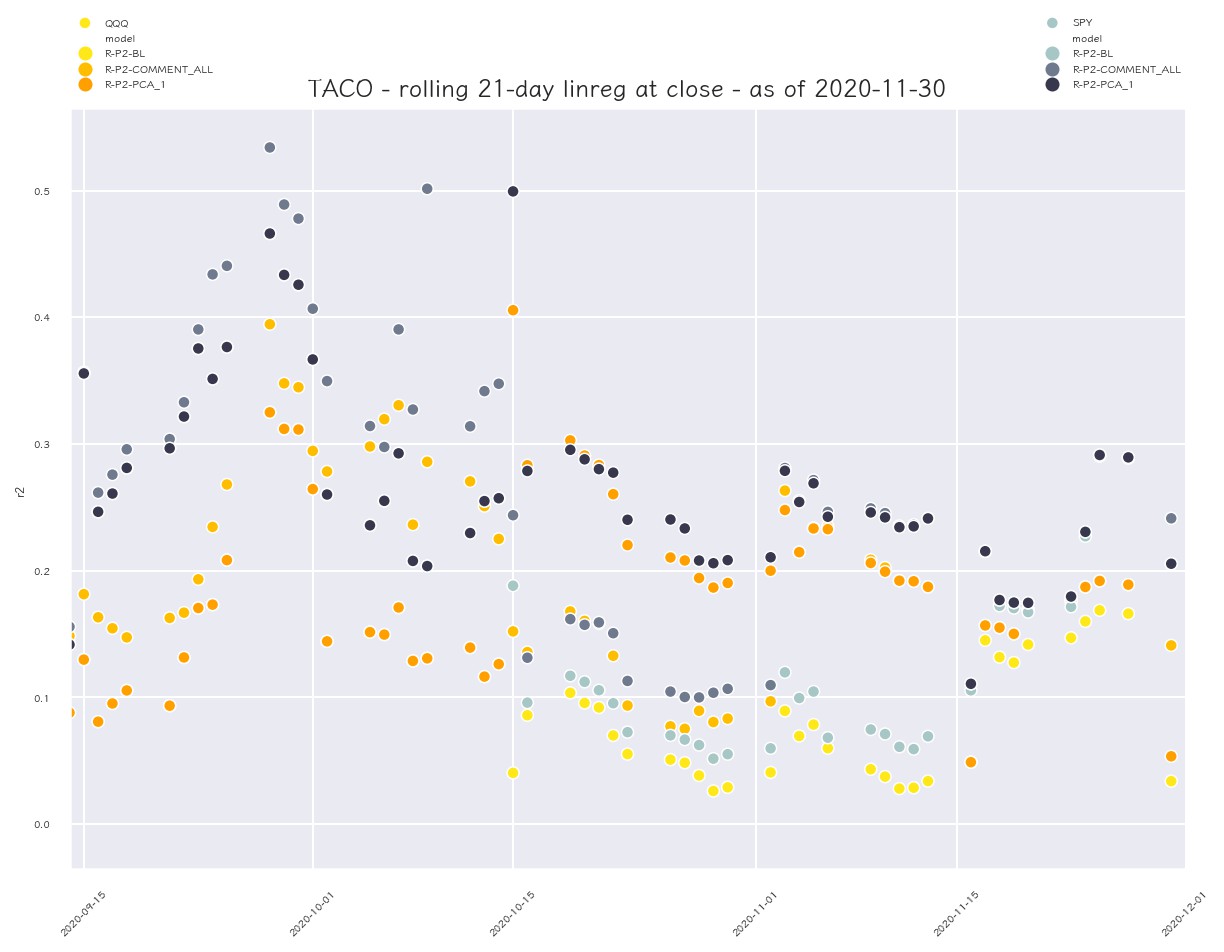 QQQ
model
R-P2-BL
R-P2-COMMENT_ALL
R-P2-PCA_1
SPY
model
R-P2-BL
R-P2-COMMENT_ALL
R-P2-PCA_1
TACO - rolling 21-day linreg at close - as of 2020-11-30
0.5
0.4
0.3
0.2
0.1
0.0
r2
2020-09-15
2020-10-01
2020-10-15
2020-11-01
2020-11-15
2020-12-01